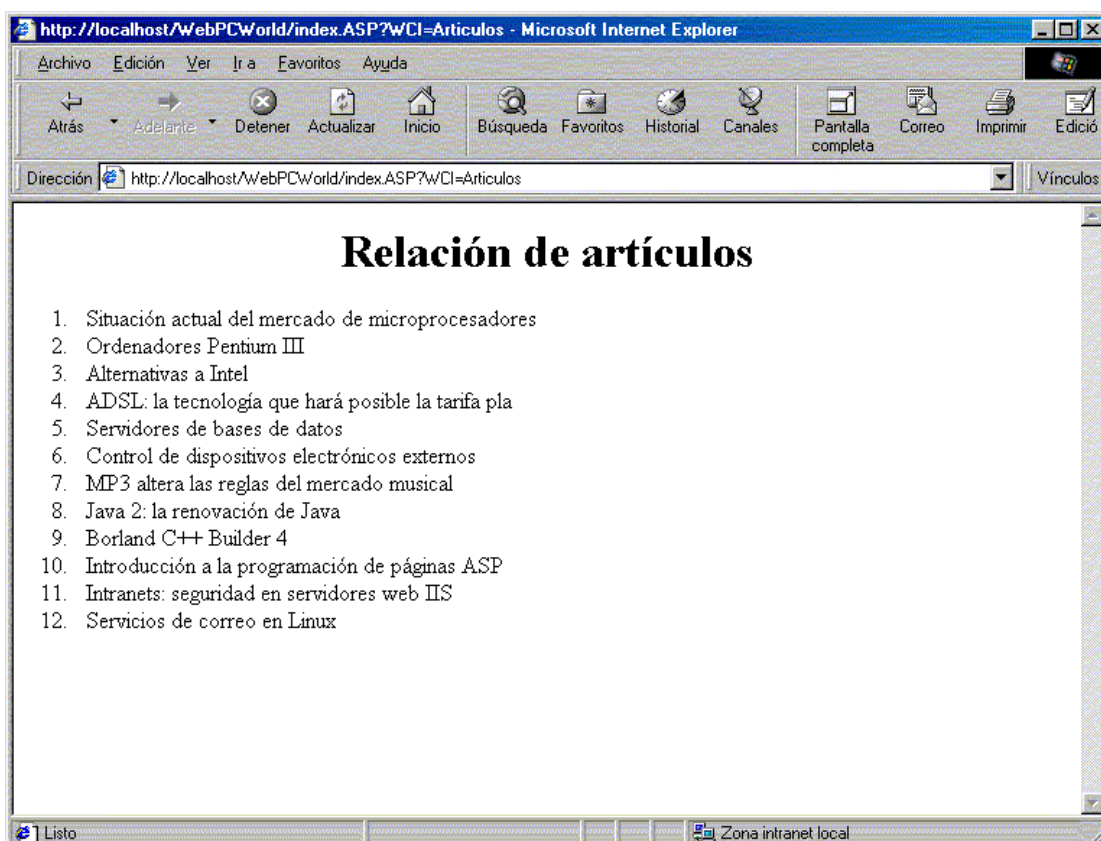 http://localhost/WebPCWorld/index.ASP?WCI=Articulos - Microsoft Internet Explorer
Archivo Edición Ver Ir a Favoritos Ayuda
Atrás Adelante Detener Actualizar Inicio Búsqueda Favoritos Historial Canales Pantalla completa Correo Imprimir Edició
Dirección http://localhost/WebPCWorld/index.ASP?WCI=Articulos Vínculos
Relación de artículos
1. Situación actual del mercado de microprocesadores
2. Ordenadores Pentium III
3. Alternativas a Intel
4. ADSL: la tecnología que hará posible la tarifa pla
5. Servidores de bases de datos
6. Control de dispositivos electrónicos externos
7. MP3 altera las reglas del mercado musical
8. Java 2: la renovación de Java
9. Borland C++ Builder 4
10. Introducción a la programación de páginas ASP
11. Intranets: seguridad en servidores web IIS
12. Servicios de correo en Linux
Listo Zona intranet local